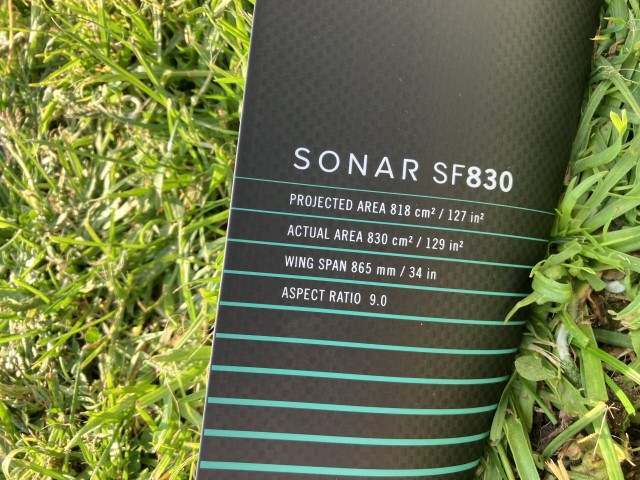 SONAR SF830
PROJECTED AREA 818 cm² / 127 in²
ACTUAL AREA 830 cm² / 129 in²
WING SPAN 865 mm / 34 in
ASPECT RATIO 9.0